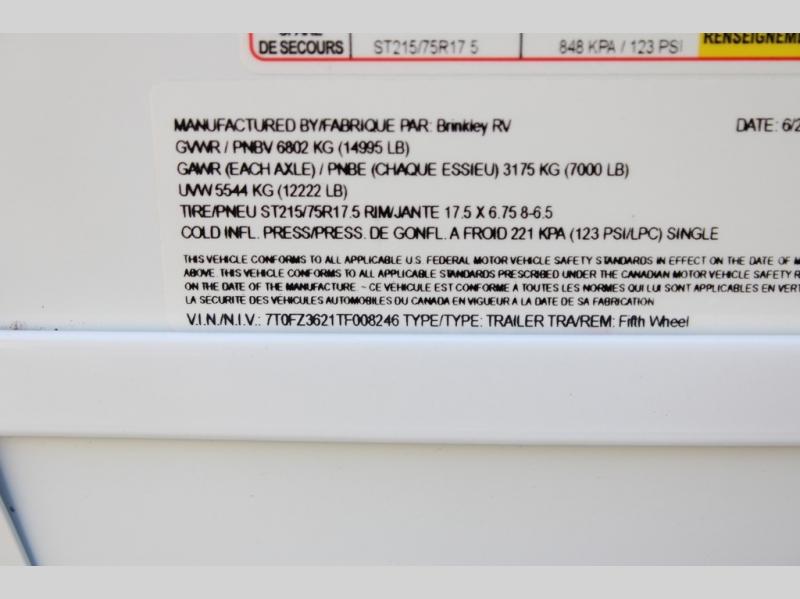 DE SECOURS ST215/75R17 5 848 KPA / 123 PSI RENSEIGNEM
MANUFACTURED BY/FABRIQUE PAR: Brinkley RV DATE: 6/2
GVWR / PNBV 6802 KG (14995 LB)
GAWR (EACH AXLE) / PNBE (CHAQUE ESSIEU) 3175 KG (7000 LB)
UVW 5544 KG (12222 LB)
TIRE/PNEU ST215/75R17.5 RIM/JANTE 17.5 X 6.75 8-6.5
COLD INFL. PRESS/PRESS. DE GONFL. A FROID 221 KPA (123 PSI/LPC) SINGLE
THIS VEHICLE CONFORMS TO ALL APPLICABLE U.S. FEDERAL MOTOR VEHICLE SAFETY STANDARDS IN EFFECT ON THE DATE OF M
ABOVE. THIS VEHICLE CONFORMS TO ALL APPLICABLE STANDARDS PRESCRIBED UNDER THE CANADIAN MOTOR VEHICLE SAFETY R
ON THE DATE OF THE MANUFACTURE. ~ CE VÉHICULE EST CONFORME A TOUTES LES NORMES QUI LUI SONT APPLICABLES EN VERT
LA SECURITE DES VEHICULES AUTOMOBILES DU CANADA EN VIGUEUR A LA DATE DE SA FABRICATION
V.I.N./N.I.V.: 7T0FZ3621TF008246 TYPE/TYPE: TRAILER TRA/REM: Fifth Wheel